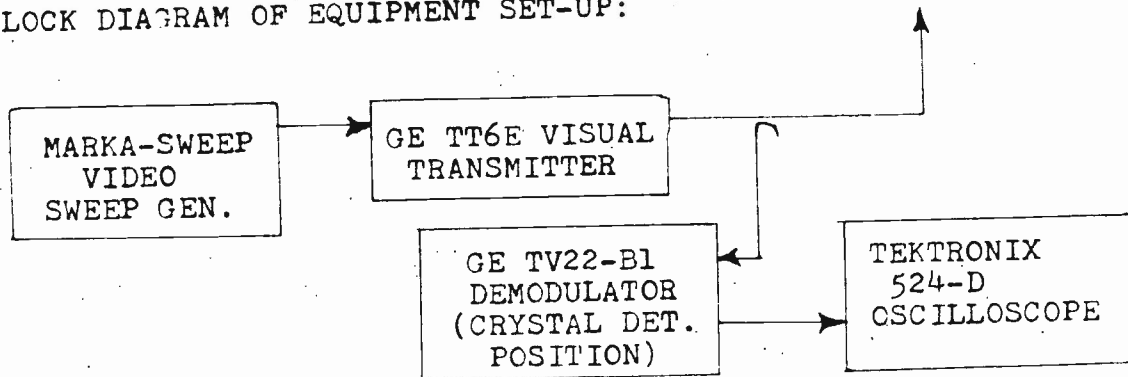 LOCK DIAGRAM OF EQUIPMENT SET-UP:
MARKA-SWEEP
VIDEO
SWEEP GEN.
GE TT6E VISUAL
TRANSMITTER
GE TV22-B1
DEMODULATOR
(CRYSTAL DET.
POSITION)
TEKTRONIX
524-D
OSCILLOSCOPE